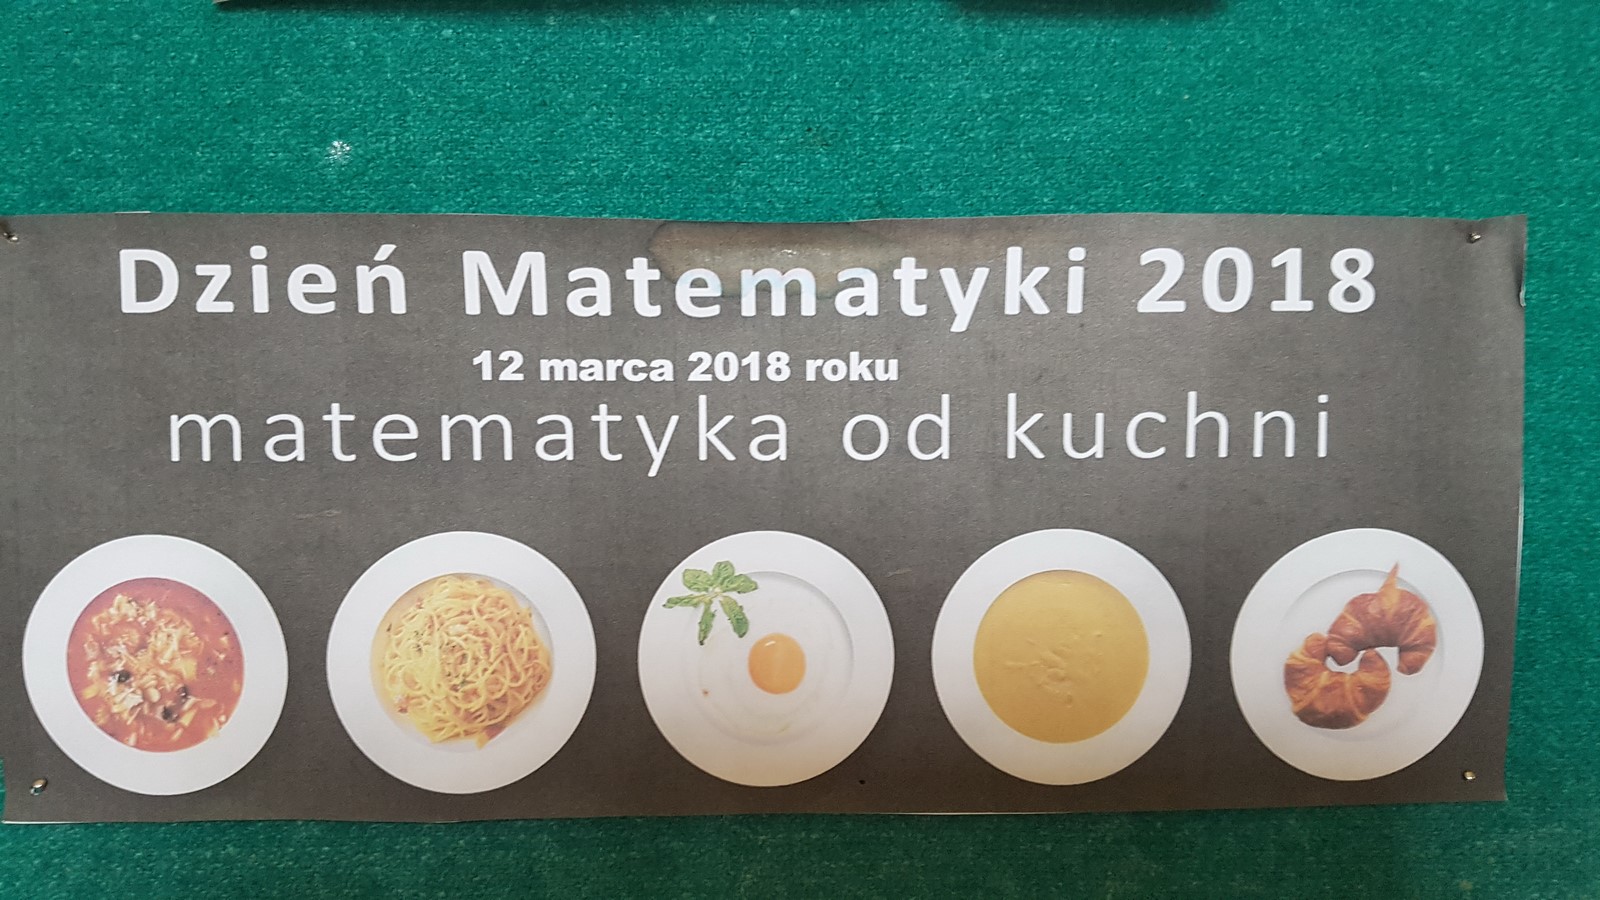 Dzień Matematyki 2018
12 marca 2018 roku
matematyka od kuchni